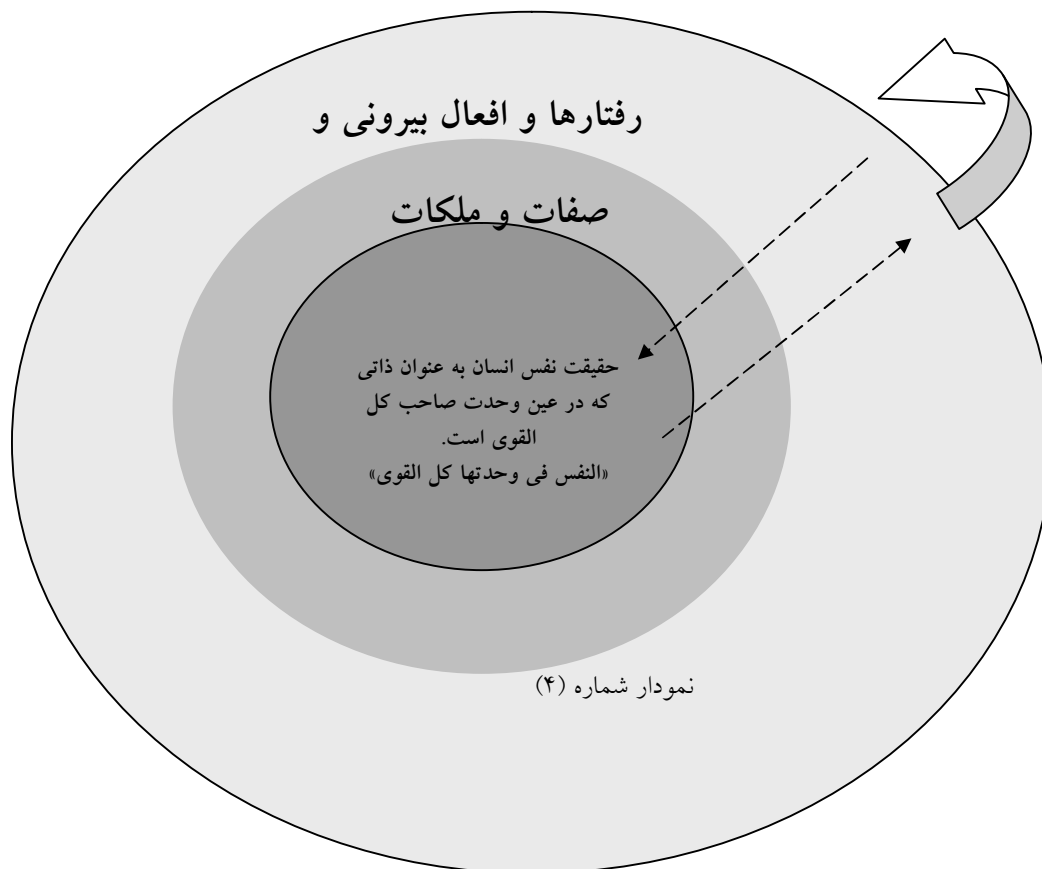 رفتارها و افعال بیرونی و
صفات و ملکات
حقیقت نفس انسان به عنوان ذاتی
که در عین وحدت صاحب کل
القوی است.
«النفس فی وحدتها کل القوی»
نمودار شماره (۴)